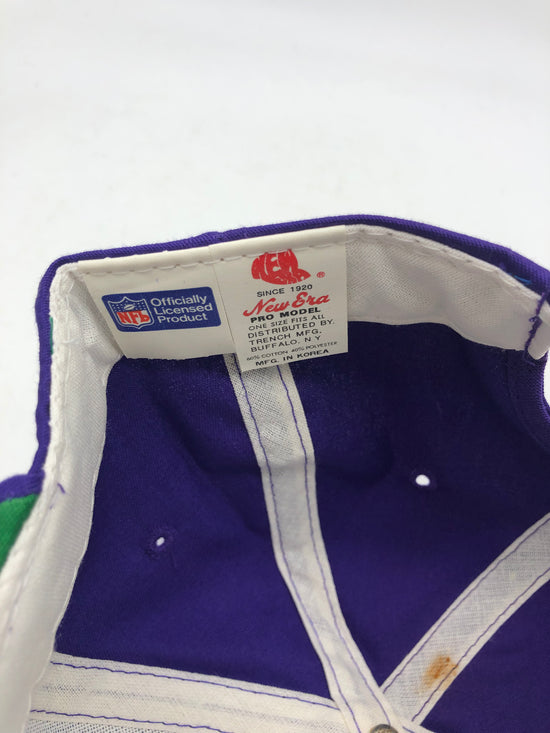 NFL
Officially
Licensed
Product
NEW
ERA
®
SINCE 1920
New Era
PRO MODEL
ONE SIZE FITS ALL
DISTRIBUTED BY.
TRENCH MFG.
BUFFALO. N.Y
60% COTTON 40% POLYESTER
MFG. IN KOREA